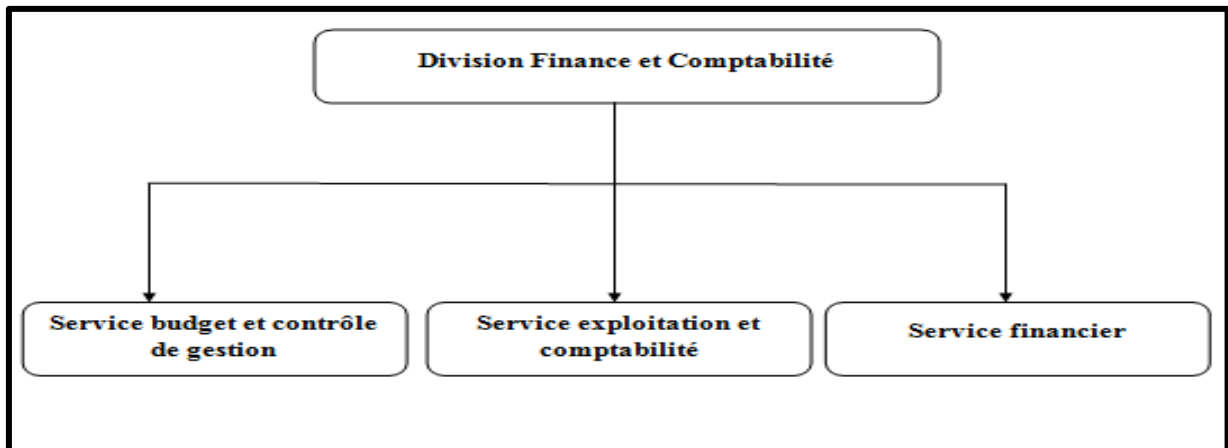 Division Finance et Comptabilité
Service budget et contrôle
de gestion
Service exploitation et
comptabilité
Service financier